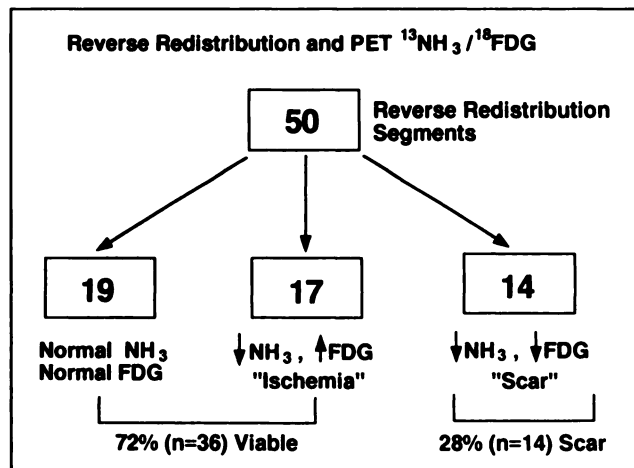 Reverse Redistribution and PET ¹³NH₃/¹⁸FDG
50
Reverse Redistribution
Segments
19
17
14
Normal NH₃
Normal FDG
↓NH₃, ↑FDG
"Ischemia"
↓NH₃, ↓FDG
"Scar"
72% (n=36) Viable
28% (n=14) Scar